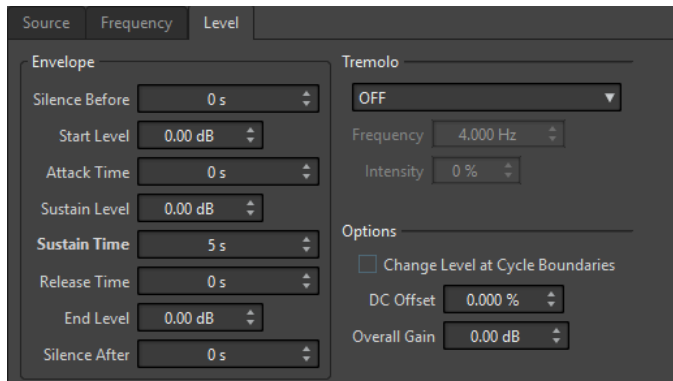 Source Frequency Level
Envelope
Silence Before 0 s
Start Level 0.00 dB
Attack Time 0 s
Sustain Level 0.00 dB
Sustain Time 5 s
Release Time 0 s
End Level 0.00 dB
Silence After 0 s
Tremolo
OFF
Frequency 4.000 Hz
Intensity 0 %
Options
Change Level at Cycle Boundaries
DC Offset 0.000 %
Overall Gain 0.00 dB